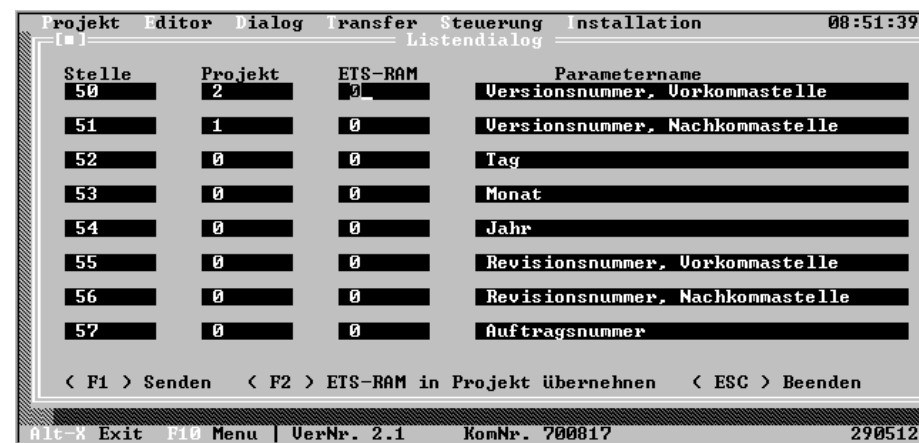 Projekt Editor Dialog Transfer Steuerung Installation 08:51:39
[■] Listendialog
Stelle Projekt ETS-RAM Parametername
50 2 0_ Versionsnummer, Vorkommastelle
51 1 0 Versionsnummer, Nachkommastelle
52 0 0 Tag
53 0 0 Monat
54 0 0 Jahr
55 0 0 Revisionsnummer, Vorkommastelle
56 0 0 Revisionsnummer, Nachkommastelle
57 0 0 Auftragsnummer
< F1 > Senden < F2 > ETS-RAM in Projekt übernehnen < ESC > Beenden
Alt-X Exit F10 Menu | VerNr. 2.1 KomNr. 700817 290512